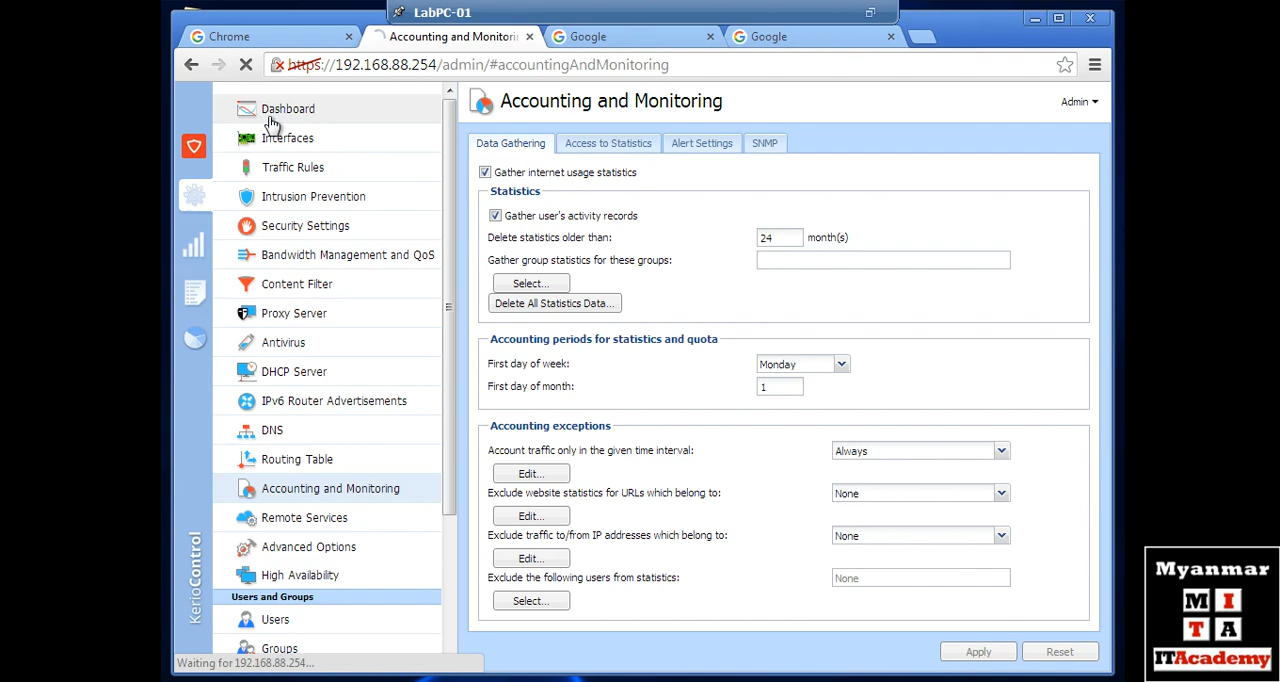 LabPC-01
Chrome
Accounting and Monitorin
Google
Google
https://192.168.88.254/admin/#accountingAndMonitoring
Dashboard
Interfaces
Traffic Rules
Intrusion Prevention
Security Settings
Bandwidth Management and QoS
Content Filter
Proxy Server
Antivirus
DHCP Server
IPv6 Router Advertisements
DNS
Routing Table
Accounting and Monitoring
Remote Services
Advanced Options
High Availability
Users and Groups
Users
Groups
KerioControl
Waiting for 192.168.88.254...
Accounting and Monitoring
Admin
Data Gathering
Access to Statistics
Alert Settings
SNMP
Gather internet usage statistics
Statistics
Gather user's activity records
Delete statistics older than: 24 month(s)
Gather group statistics for these groups:
Select...
Delete All Statistics Data...
Accounting periods for statistics and quota
First day of week: Monday
First day of month: 1
Accounting exceptions
Account traffic only in the given time interval: Always
Edit...
Exclude website statistics for URLs which belong to: None
Edit...
Exclude traffic to/from IP addresses which belong to: None
Edit...
Exclude the following users from statistics: None
Select...
Apply
Reset
Myanmar
M I
T A
ITAcademy